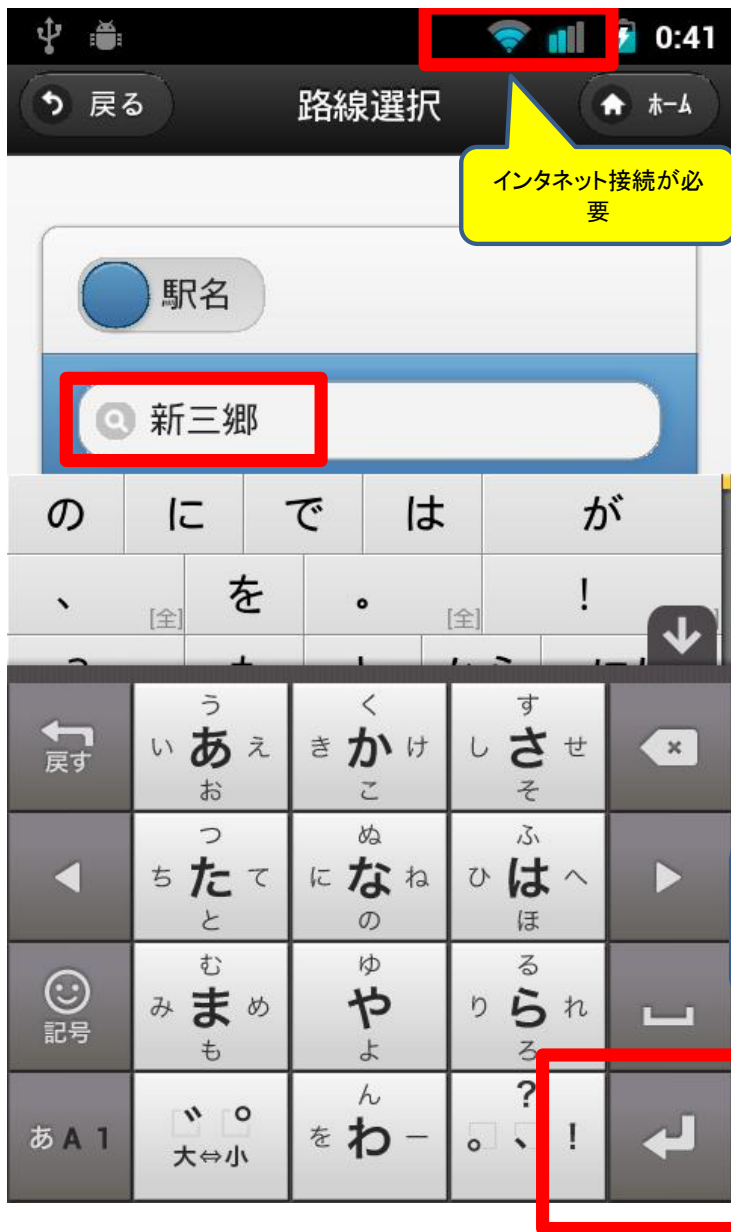 0:41
戻る 路線選択 ホーム
インタネット接続が必
要
駅名
新三郷
の に で は が
、 [全] を 。 [全] !
戻す
う
い あ え
お
く
き か け
こ
す
し さ せ
そ
つ
ち た て
と
ぬ
に な ね
の
ふ
ひ は へ
ほ
記号
む
み ま め
も
ゆ
や
よ
る
り ら れ
ろ
あ A 1
゛ ゜
大⇔小
ん
を わ ー
?
。 、 !